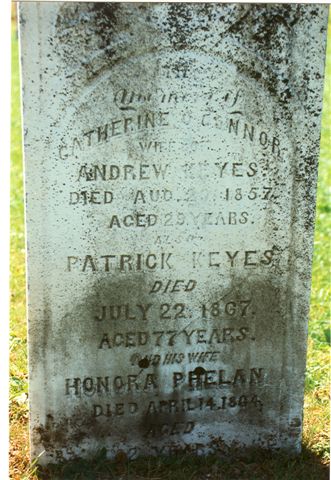 In
memory of
CATHERINE O'CONNOR
WIFE OF
ANDREW KEYES
DIED AUG. 1857.
AGED 25 YEARS.
ALSO
PATRICK KEYES
DIED
JULY 22, 1867.
AGED 77 YEARS.
AND HIS WIFE
HONORA PHELAN
DIED APRIL 14, 1864,
AGED
YEARS